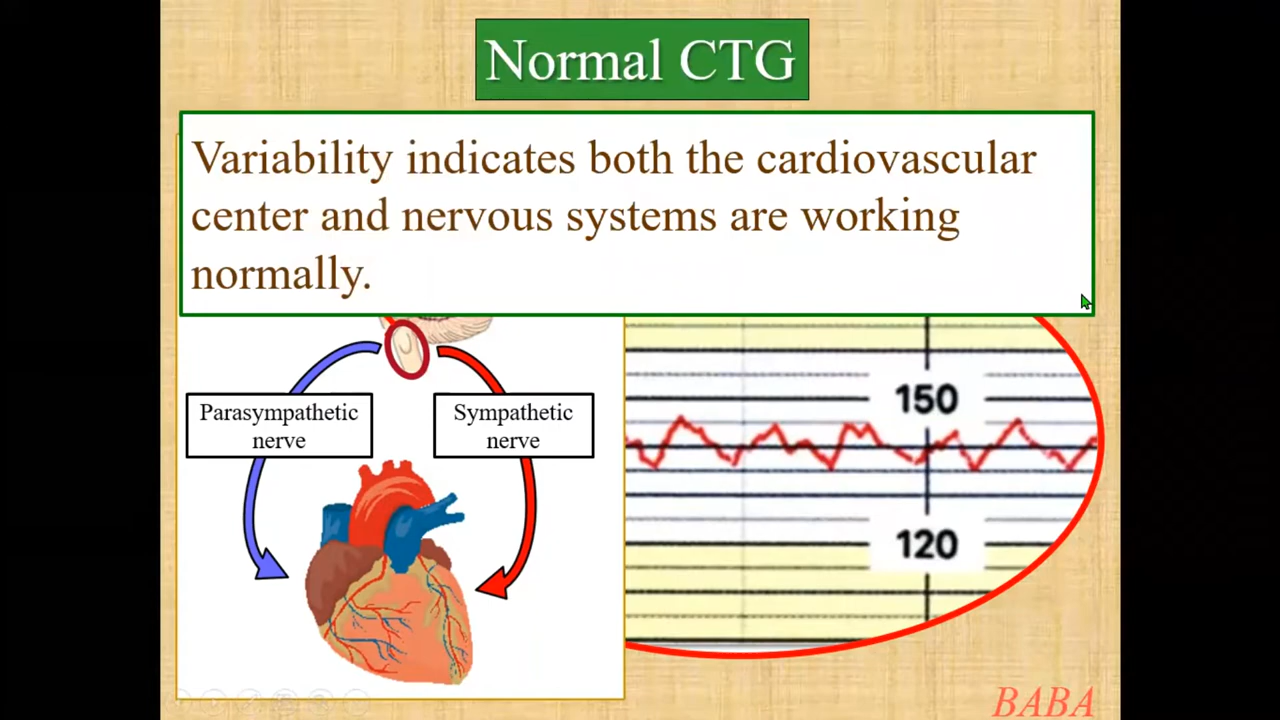 Normal CTG
Variability indicates both the cardiovascular
center and nervous systems are working
normally.
Parasympathetic
nerve
Sympathetic
nerve
150
120
BABA